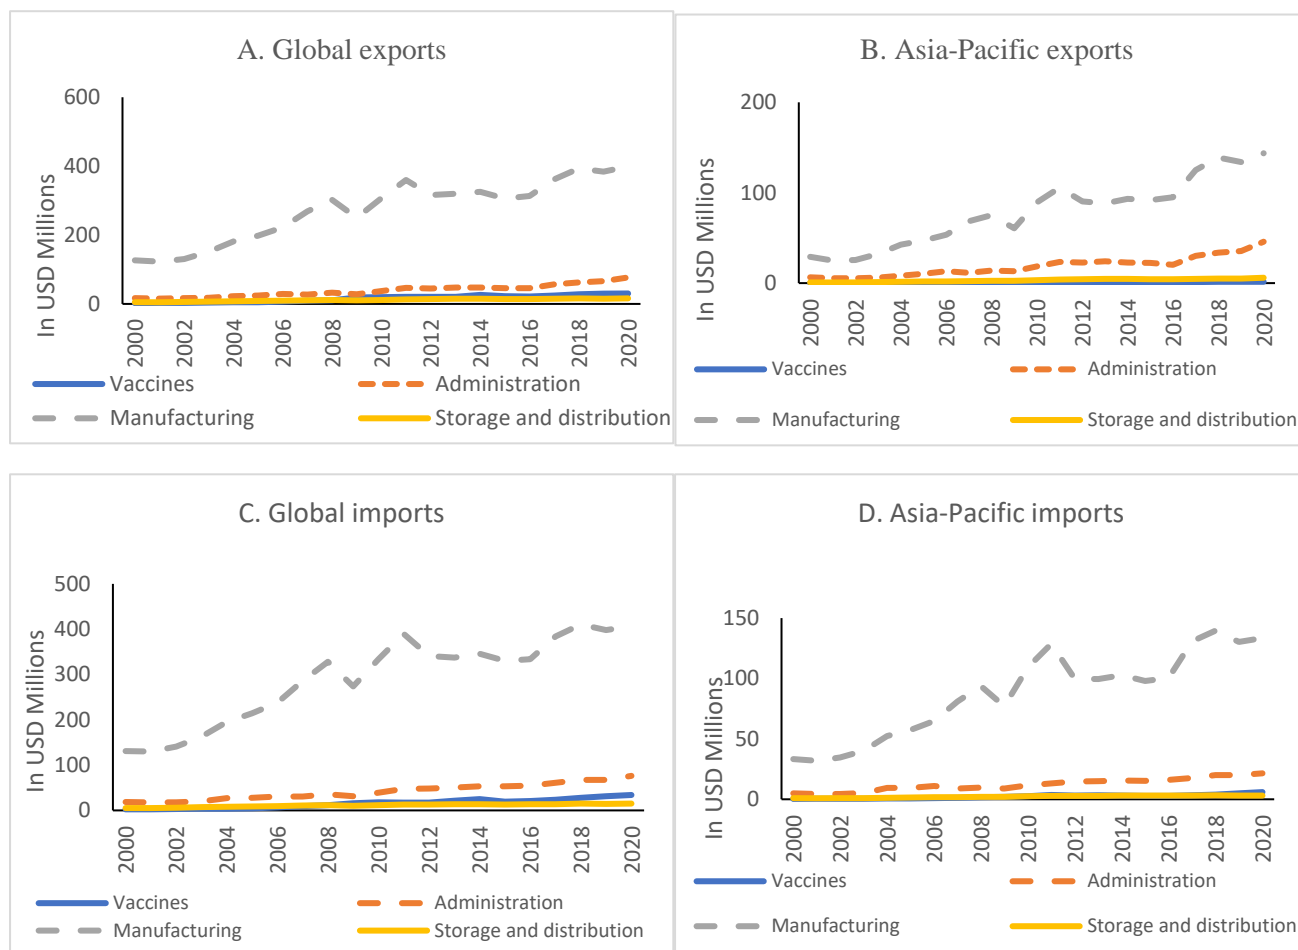 A. Global exports
In USD Millions
600
400
200
0
2000 2002 2004 2006 2008 2010 2012 2014 2016 2018 2020
Vaccines Administration
Manufacturing Storage and distribution
B. Asia-Pacific exports
In USD Millions
200
100
0
2000 2002 2004 2006 2008 2010 2012 2014 2016 2018 2020
Vaccines Administration
Manufacturing Storage and distribution
C. Global imports
In USD Millions
500
400
300
200
100
0
2000 2002 2004 2006 2008 2010 2012 2014 2016 2018 2020
Vaccines Administration
Manufacturing Storage and distribution
D. Asia-Pacific imports
In USD Millions
150
100
50
0
2000 2002 2004 2006 2008 2010 2012 2014 2016 2018 2020
Vaccines Administration
Manufacturing Storage and distribution